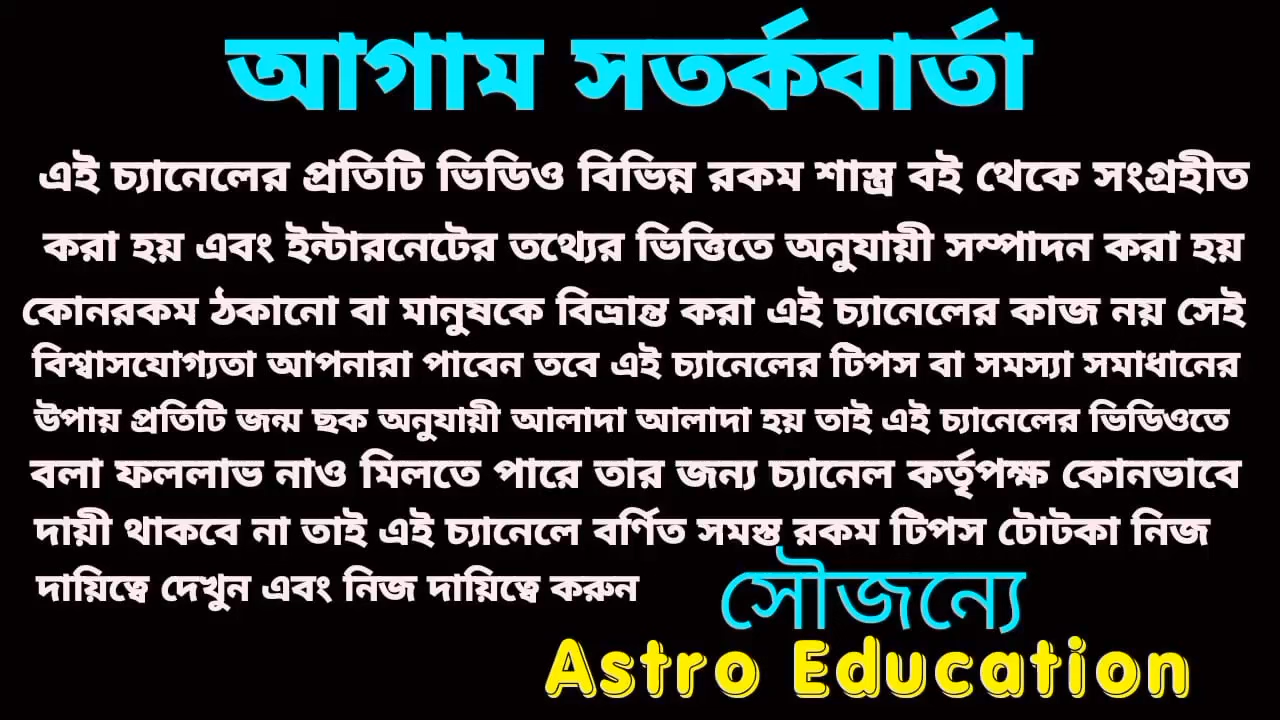 আগাম সতর্কবার্তা
এই চ্যানেলের প্রতিটি ভিডিও বিভিন্ন রকম শাস্ত্র বই থেকে সংগ্রহীত
করা হয় এবং ইন্টারনেটের তথ্যের ভিত্তিতে অনুযায়ী সম্পাদন করা হয়
কোনরকম ঠকানো বা মানুষকে বিভ্রান্ত করা এই চ্যানেলের কাজ নয় সেই
বিশ্বাসযোগ্যতা আপনারা পাবেন তবে এই চ্যানেলের টিপস বা সমস্যা সমাধানের
উপায় প্রতিটি জন্ম ছক অনুযায়ী আলাদা আলাদা হয় তাই এই চ্যানেলের ভিডিওতে
বলা ফললাভ নাও মিলতে পারে তার জন্য চ্যানেল কর্তৃপক্ষ কোনভাবে
দায়ী থাকবে না তাই এই চ্যানেলে বর্ণিত সমস্ত রকম টিপস টোটকা নিজ
দায়িত্বে দেখুন এবং নিজ দায়িত্বে করুন
সৌজন্যে
Astro Education